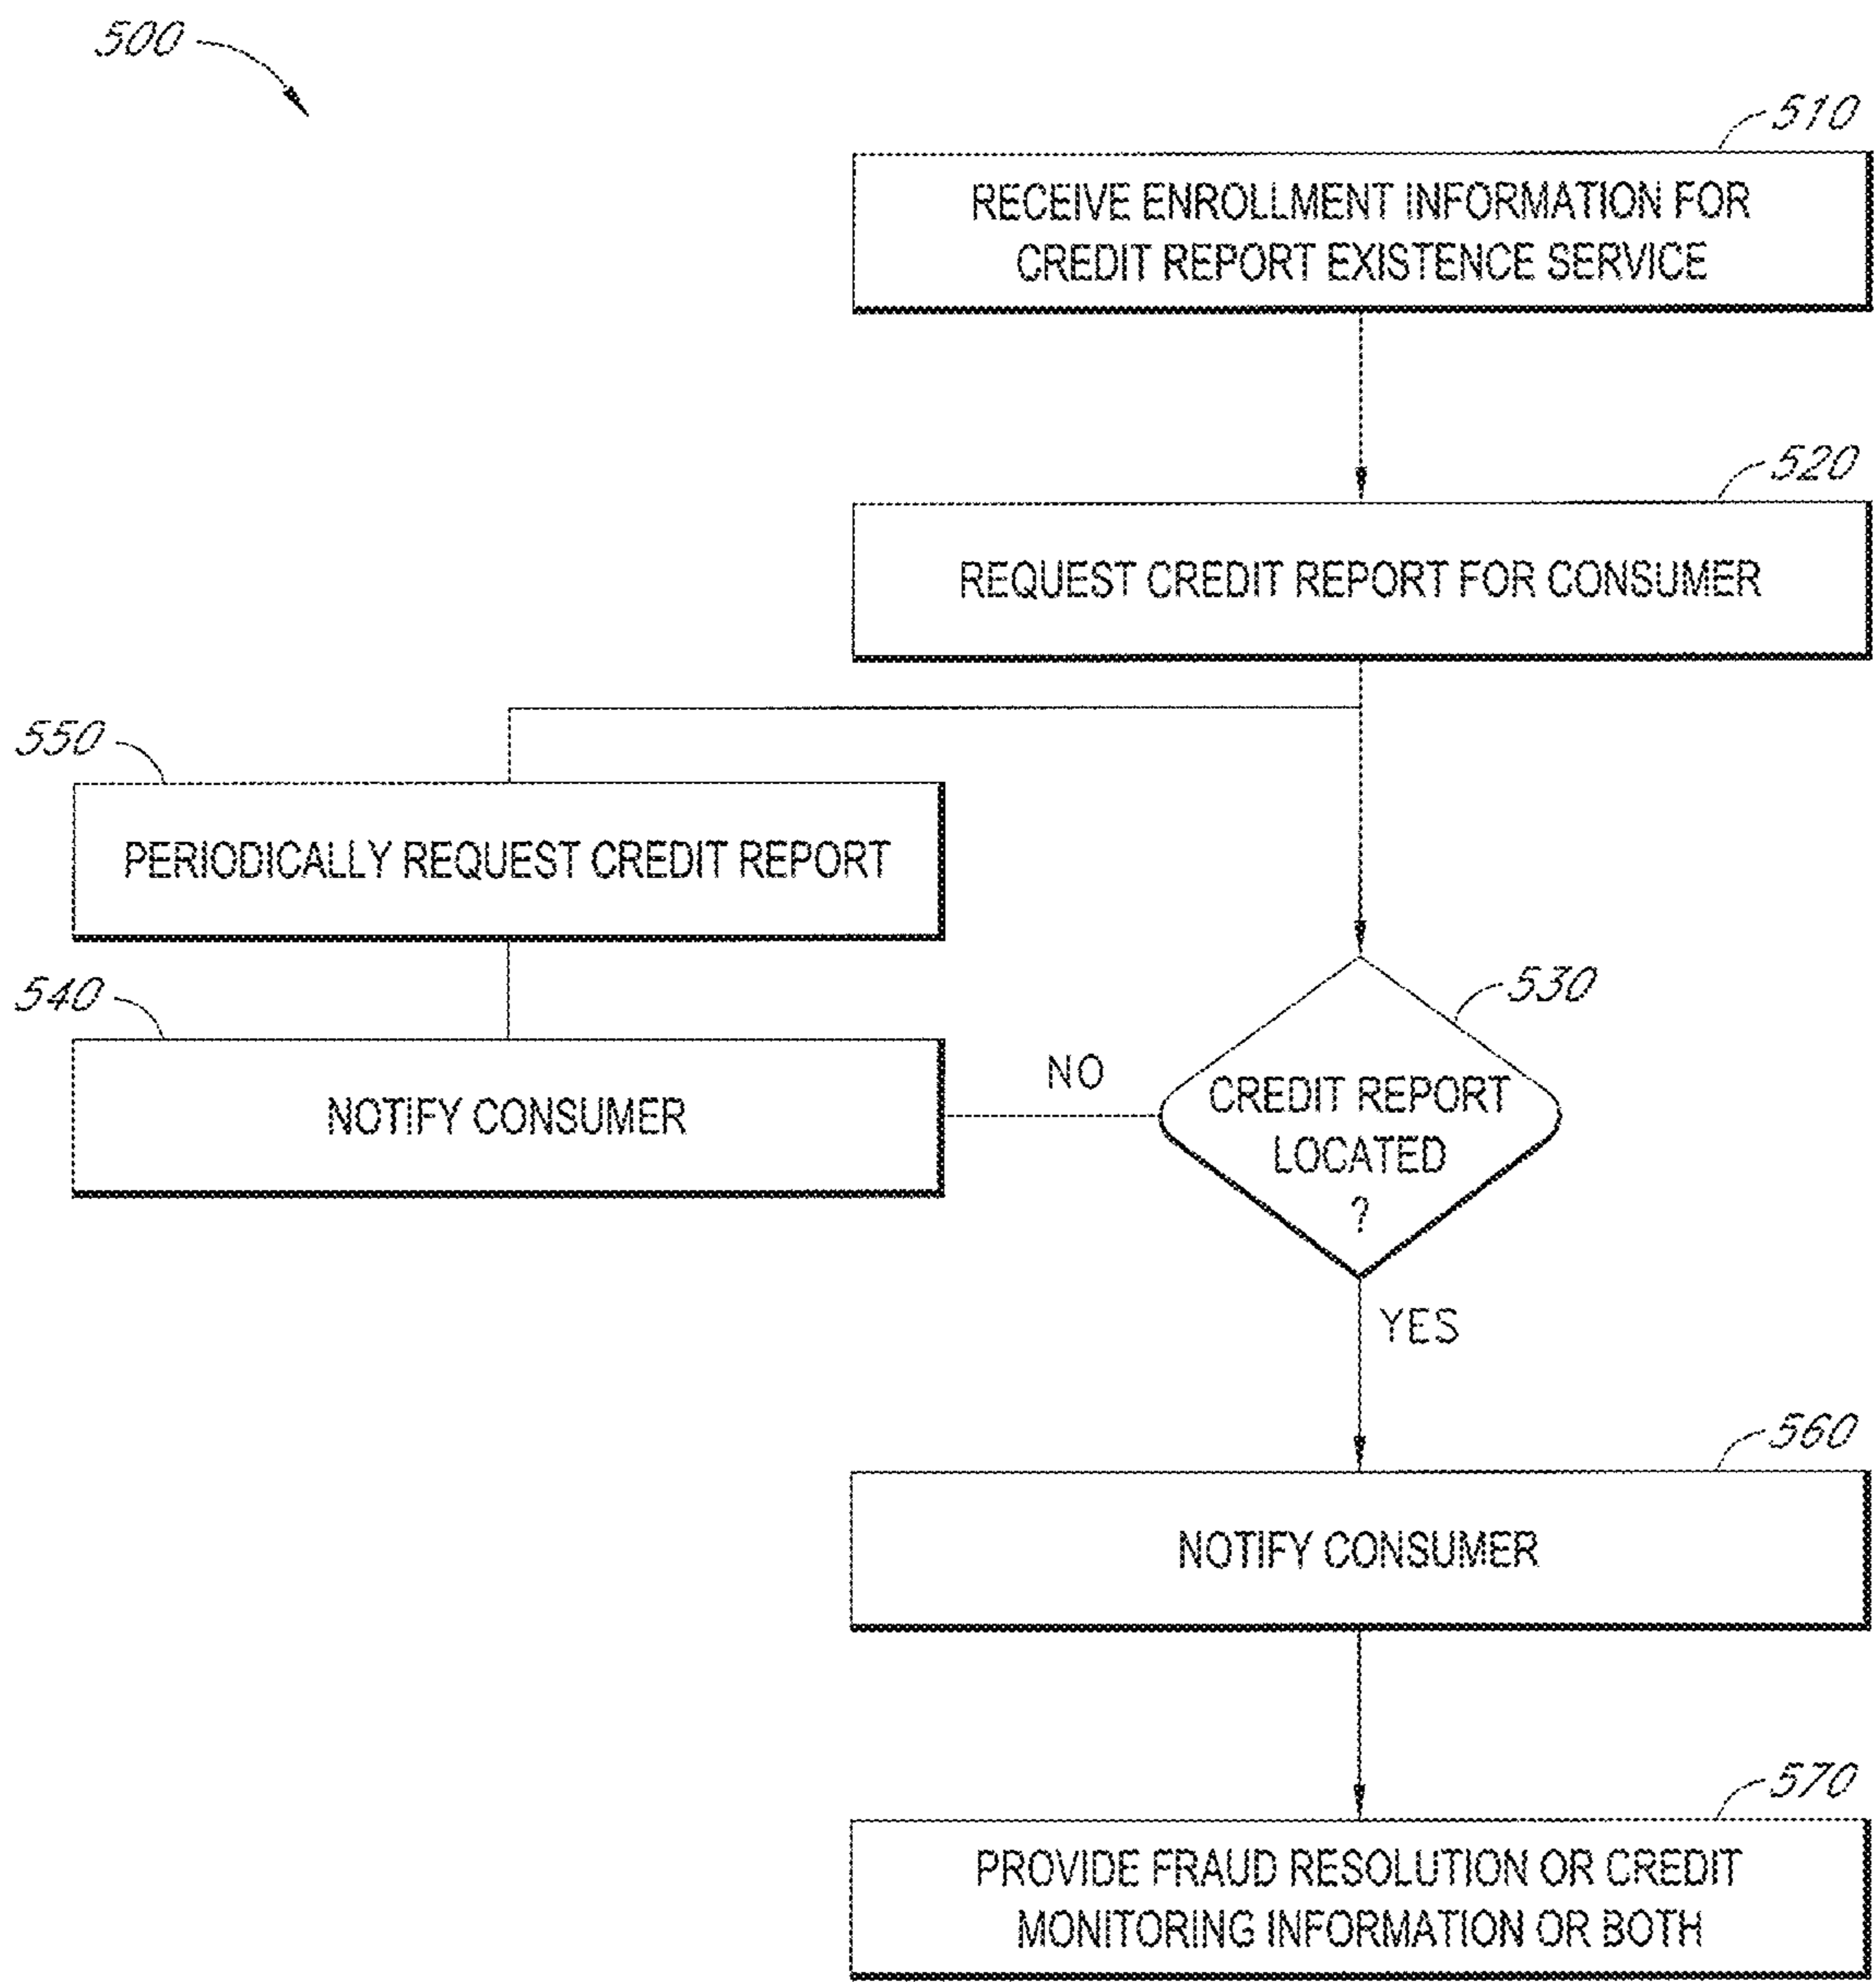 500
510
RECEIVE ENROLLMENT INFORMATION FOR
CREDIT REPORT EXISTENCE SERVICE
520
REQUEST CREDIT REPORT FOR CONSUMER
550
PERIODICALLY REQUEST CREDIT REPORT
540
NOTIFY CONSUMER
NO
530
CREDIT REPORT
LOCATED
?
YES
560
NOTIFY CONSUMER
570
PROVIDE FRAUD RESOLUTION OR CREDIT
MONITORING INFORMATION OR BOTH